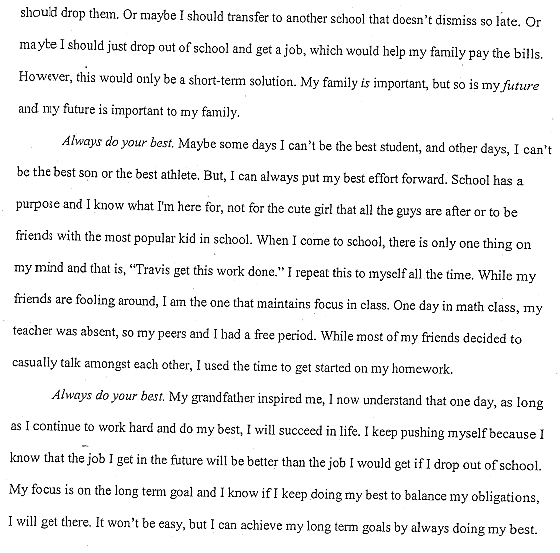 should drop them. Or maybe I should transfer to another school that doesn't dismiss so late. Or
maybe I should just drop out of school and get a job, which would help my family pay the bills.
However, this would only be a short-term solution. My family is important, but so is my future
and my future is important to my family.
Always do your best. Maybe some days I can't be the best student, and other days, I can't
be the best son or the best athlete. But, I can always put my best effort forward. School has a
purpose and I know what I'm here for, not for the cute girl that all the guys are after or to be
friends with the most popular kid in school. When I come to school, there is only one thing on
my mind and that is, “Travis get this work done.” I repeat this to myself all the time. While my
friends are fooling around, I am the one that maintains focus in class. One day in math class, my
teacher was absent, so my peers and I had a free period. While most of my friends decided to
casually talk amongst each other, I used the time to get started on my homework.
Always do your best. My grandfather inspired me, I now understand that one day, as long
as I continue to work hard and do my best, I will succeed in life. I keep pushing myself because I
know that the job I get in the future will be better than the job I would get if I drop out of school.
My focus is on the long term goal and I know if I keep doing my best to balance my obligations,
I will get there. It won't be easy, but I can achieve my long term goals by always doing my best.